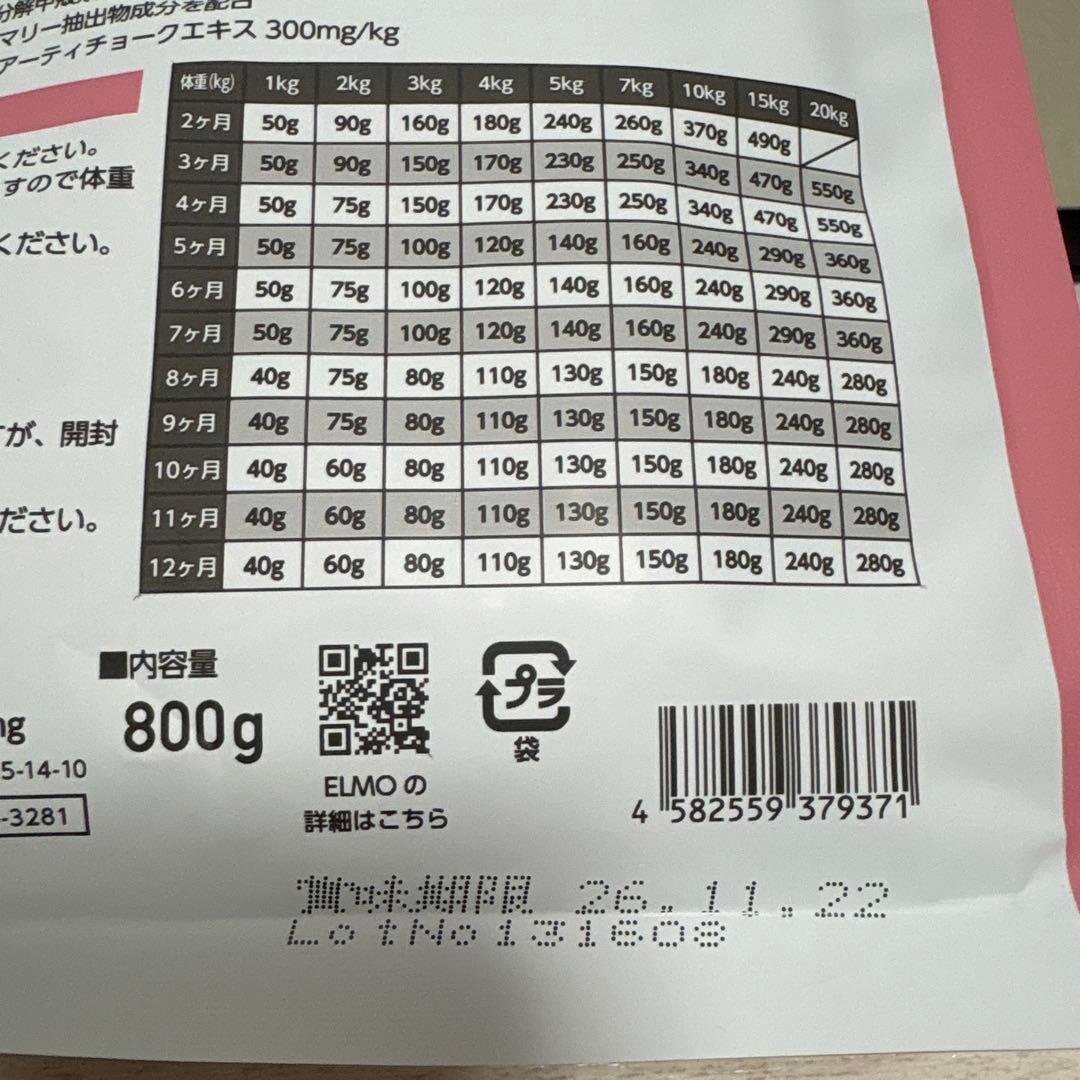 マリー抽出物成分を配合
アーティチョークエキス 300mg/kg
ください。
すので体重
ください。
が、開封
ださい。
体重(kg) 1kg 2kg 3kg 4kg 5kg 7kg 10kg 15kg 20kg
2ヶ月 50g 90g 160g 180g 240g 260g 370g 490g
3ヶ月 50g 90g 150g 170g 230g 250g 340g 470g 550g
4ヶ月 50g 75g 150g 170g 230g 250g 340g 470g 550g
5ヶ月 50g 75g 100g 120g 140g 160g 240g 290g 360g
6ヶ月 50g 75g 100g 120g 140g 160g 240g 290g 360g
7ヶ月 50g 75g 100g 120g 140g 160g 240g 290g 360g
8ヶ月 40g 75g 80g 110g 130g 150g 180g 240g 280g
9ヶ月 40g 75g 80g 110g 130g 150g 180g 240g 280g
10ヶ月 40g 60g 80g 110g 130g 150g 180g 240g 280g
11ヶ月 40g 60g 80g 110g 130g 150g 180g 240g 280g
12ヶ月 40g 60g 80g 110g 130g 150g 180g 240g 280g
■内容量
800g
5-14-10
-3281
ELMOの
詳細はこちら
プラ
袋
4 582559 379371
賞味期限 26.11.22
LotNo131608